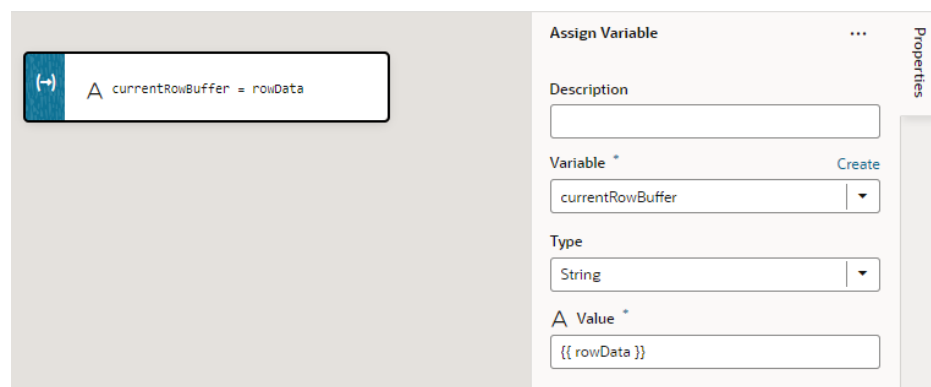 currentRowBuffer = rowData
Assign Variable
Description
Variable *
Create
currentRowBuffer
Type
String
A Value *
{{ rowData }}
Properties